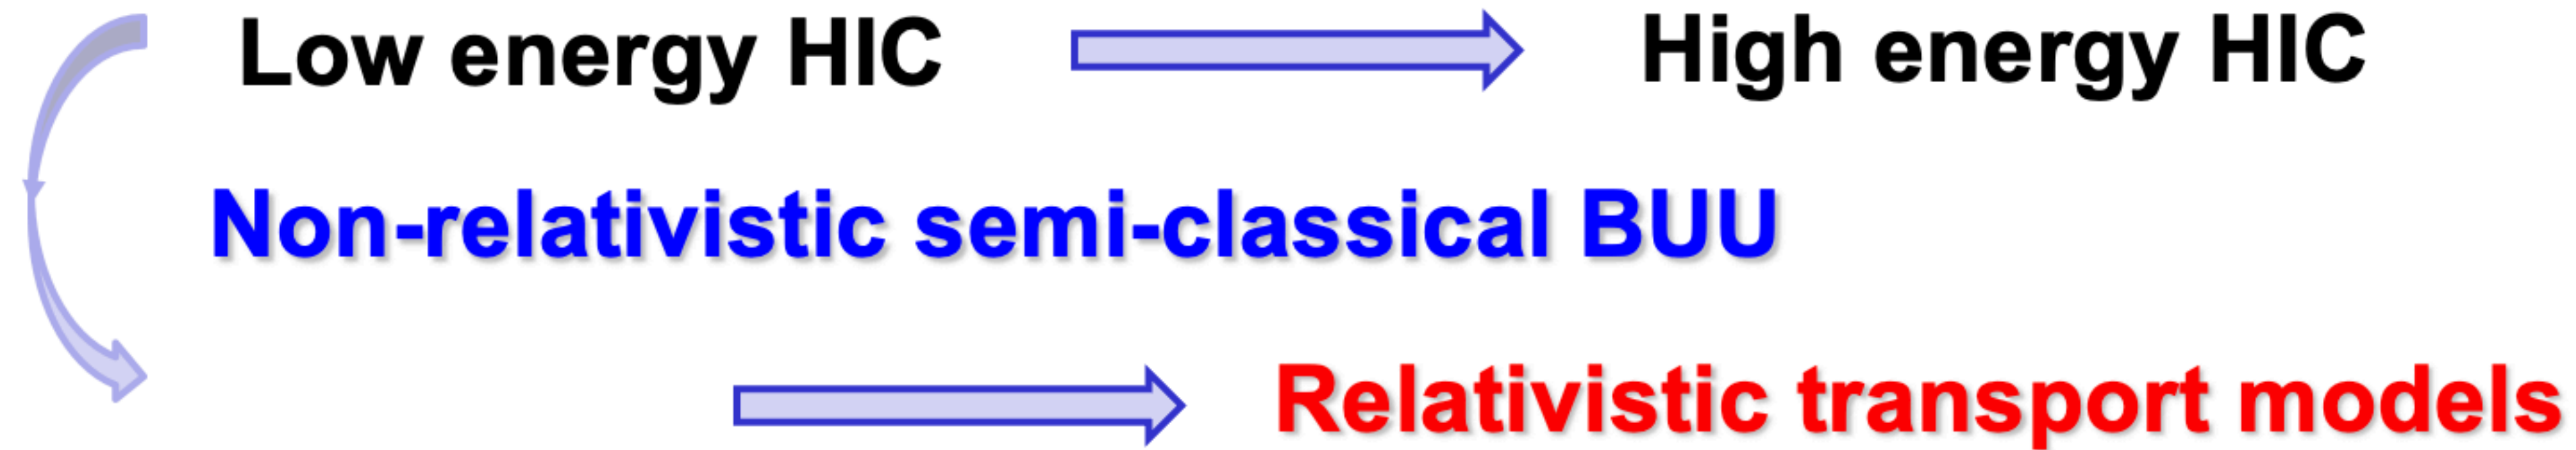 Low energy HIC High energy HIC
Non-relativistic semi-classical BUU
Relativistic transport models